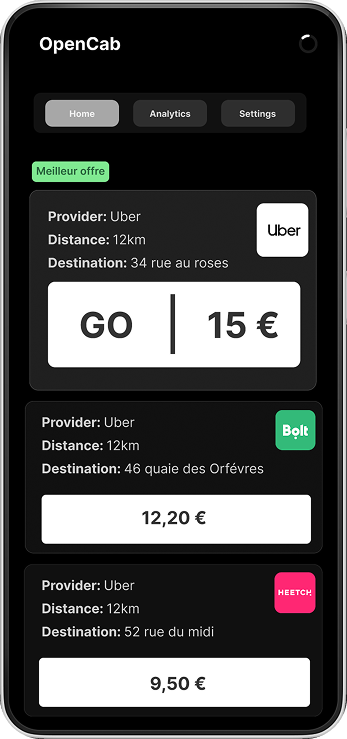 OpenCab
Home Analytics Settings
Meilleur offre
Provider: Uber
Distance: 12km
Destination: 34 rue au roses
Uber
GO | 15 €
Provider: Uber
Distance: 12km
Destination: 46 quaie des Orfévres
Bolt
12,20 €
Provider: Uber
Distance: 12km
Destination: 52 rue du midi
HEETCH
9,50 €